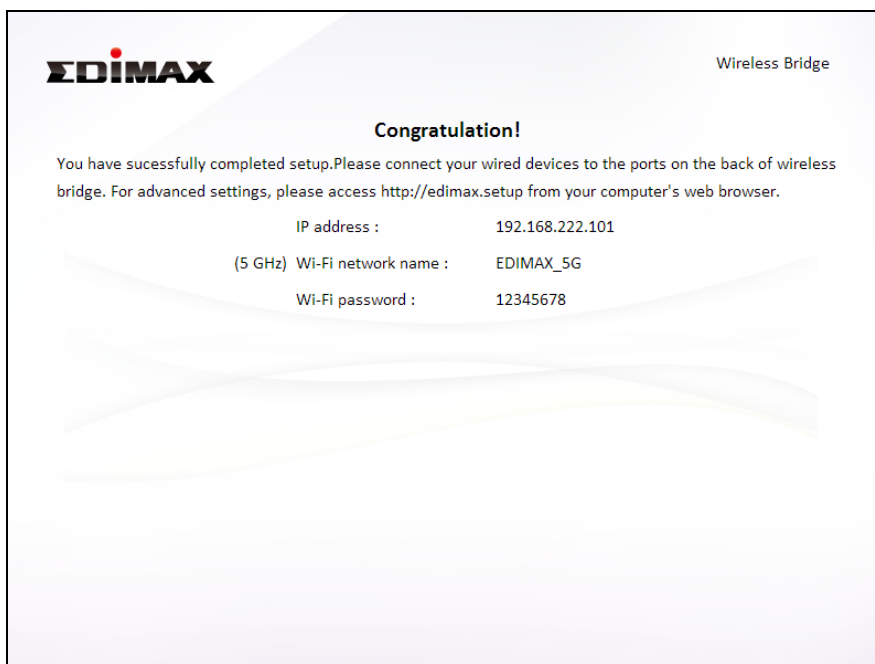 EDIMAX
Wireless Bridge
Congratulation!
You have sucessfully completed setup.Please connect your wired devices to the ports on the back of wireless
bridge. For advanced settings, please access http://edimax.setup from your computer's web browser.
IP address : 192.168.222.101
(5 GHz) Wi-Fi network name : EDIMAX_5G
Wi-Fi password : 12345678